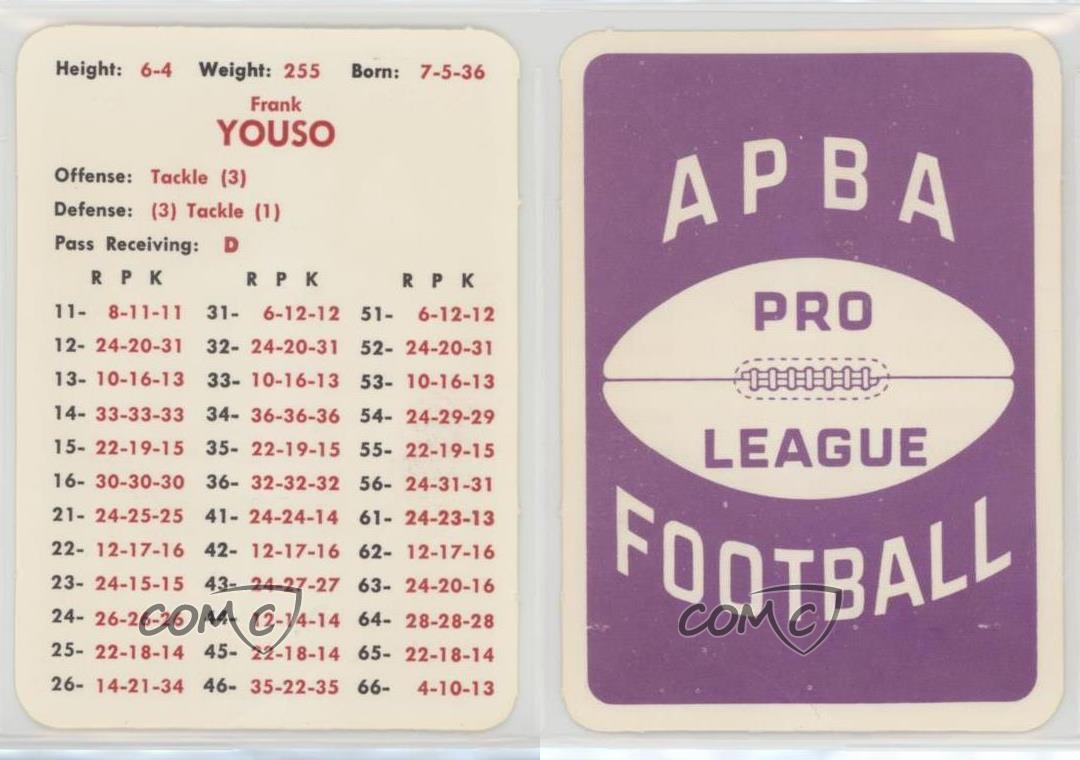 Height: 6-4 Weight: 255 Born: 7-5-36
Frank
YOUSO
Offense: Tackle (3)
Defense: (3) Tackle (1)
Pass Receiving: D
R P K R P K R P K
11- 8-11-11 31- 6-12-12 51- 6-12-12
12- 24-20-31 32- 24-20-31 52- 24-20-31
13- 10-16-13 33- 10-16-13 53- 10-16-13
14- 33-33-33 34- 36-36-36 54- 24-29-29
15- 22-19-15 35- 22-19-15 55- 22-19-15
16- 30-30-30 36- 32-32-32 56- 24-31-31
21- 24-25-25 41- 24-24-14 61- 24-23-13
22- 12-17-16 42- 12-17-16 62- 12-17-16
23- 24-15-15 43- 24-27-27 63- 24-20-16
24- 26-26-26 44- 12-14-14 64- 28-28-28
25- 22-18-14 45- 22-18-14 65- 22-18-14
26- 14-21-34 46- 35-22-35 66- 4-10-13
COMC
APBA
PRO
LEAGUE
FOOTBALL
COMC